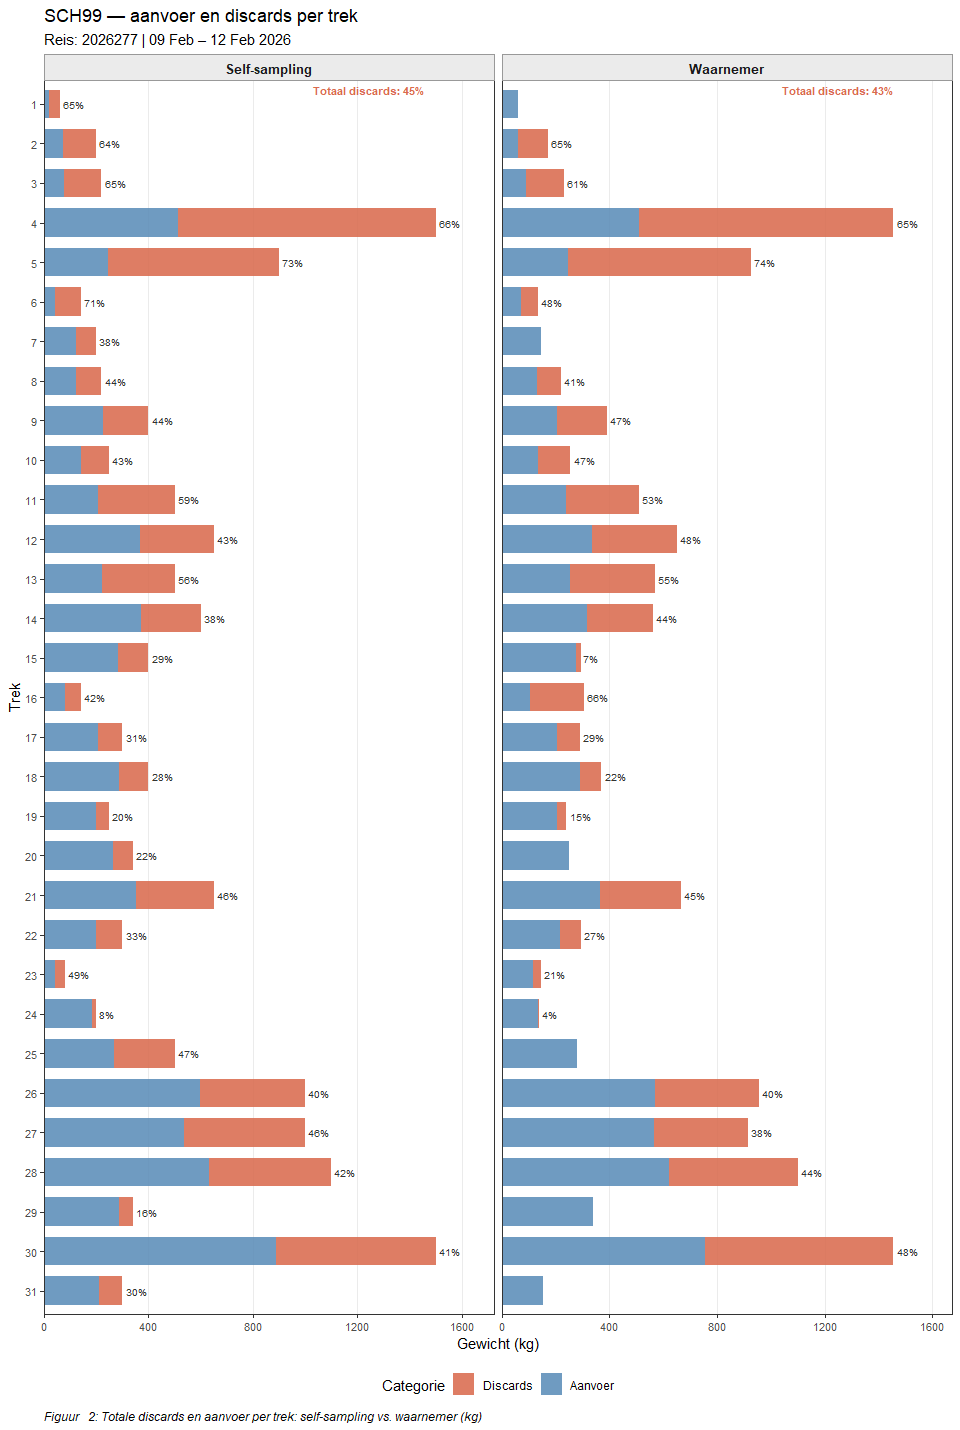 SCH99 — aanvoer en discards per trek
Reis: 2026277 | 09 Feb – 12 Feb 2026
Self-sampling
Waarnemer
Totaal discards: 45%
Totaal discards: 43%
1 65%
2 64% 65%
3 65% 61%
4 66% 65%
5 73% 74%
6 71% 48%
7 38%
8 44% 41%
9 44% 47%
10 43% 47%
11 59% 53%
12 43% 48%
13 56% 55%
14 38% 44%
15 29% 7%
16 42% 66%
17 31% 29%
18 28% 22%
19 20% 15%
20 22%
21 46% 45%
22 33% 27%
23 49% 21%
24 8% 4%
25 47%
26 40% 40%
27 46% 38%
28 42% 44%
29 16%
30 41% 48%
31 30%
Trek
0 400 800 1200 1600 0 400 800 1200 1600
Gewicht (kg)
Categorie Discards Aanvoer
Figuur 2: Totale discards en aanvoer per trek: self-sampling vs. waarnemer (kg)